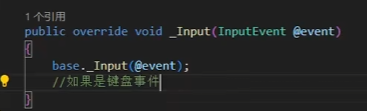 1 个引用
public override void _Input(InputEvent @event)
{
base._Input(@event);
//如果是键盘事件
}